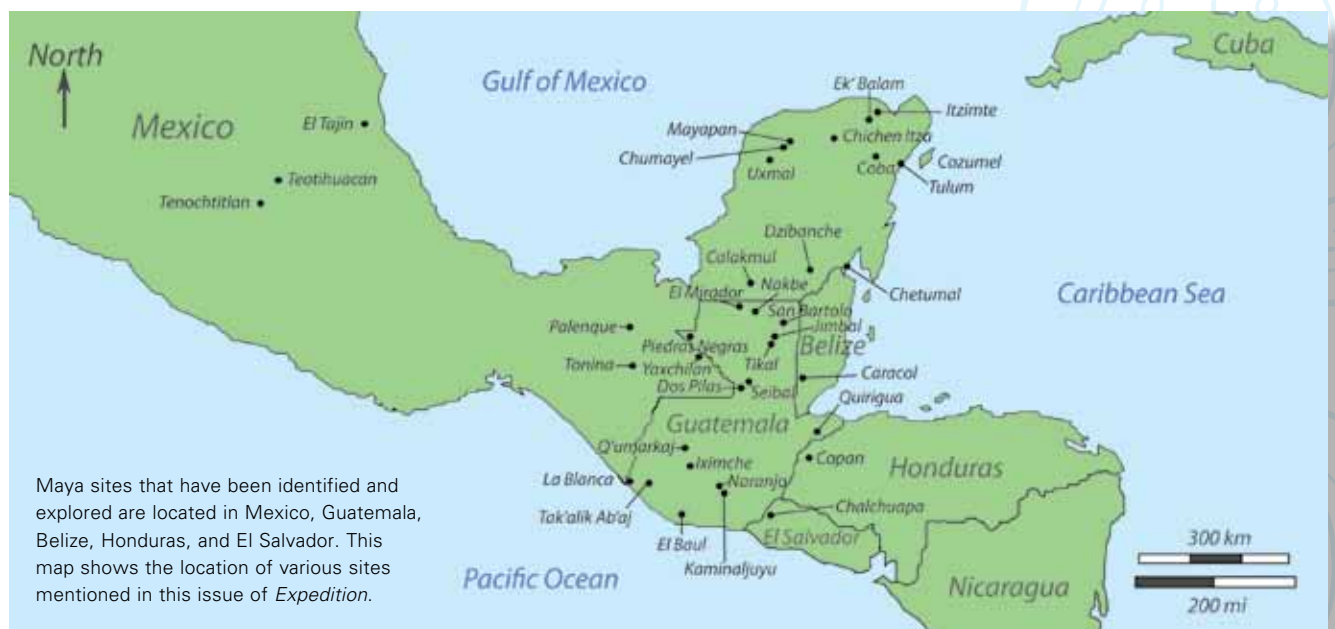 North
Mexico
Gulf of Mexico
Cuba
El Tajin
Teotihuacan
Tenochtitlan
Ek' Balam
Itzimte
Mayapan
Chichen Itza
Chumayel
Uxmal
Coba
Cozumel
Tulum
Dzibanche
Calakmul
Nakbe
El Mirador
Chetumal
Caribbean Sea
San Bartolo
Palenque
Jimbal
Piedras Negras
Belize
Tonina
Yaxchilan
Tikal
Dos Pilas
Seibal
Caracol
Quirigua
Guatemala
Q'umarkaj
Iximche
Copan
Honduras
La Blanca
Naranjo
Tak'alik Ab'aj
Chalchuapa
El Baul
El Salvador
Kaminaljuyu
Pacific Ocean
Nicaragua
Maya sites that have been identified and
explored are located in Mexico, Guatemala,
Belize, Honduras, and El Salvador. This
map shows the location of various sites
mentioned in this issue of Expedition.
300 km
200 mi